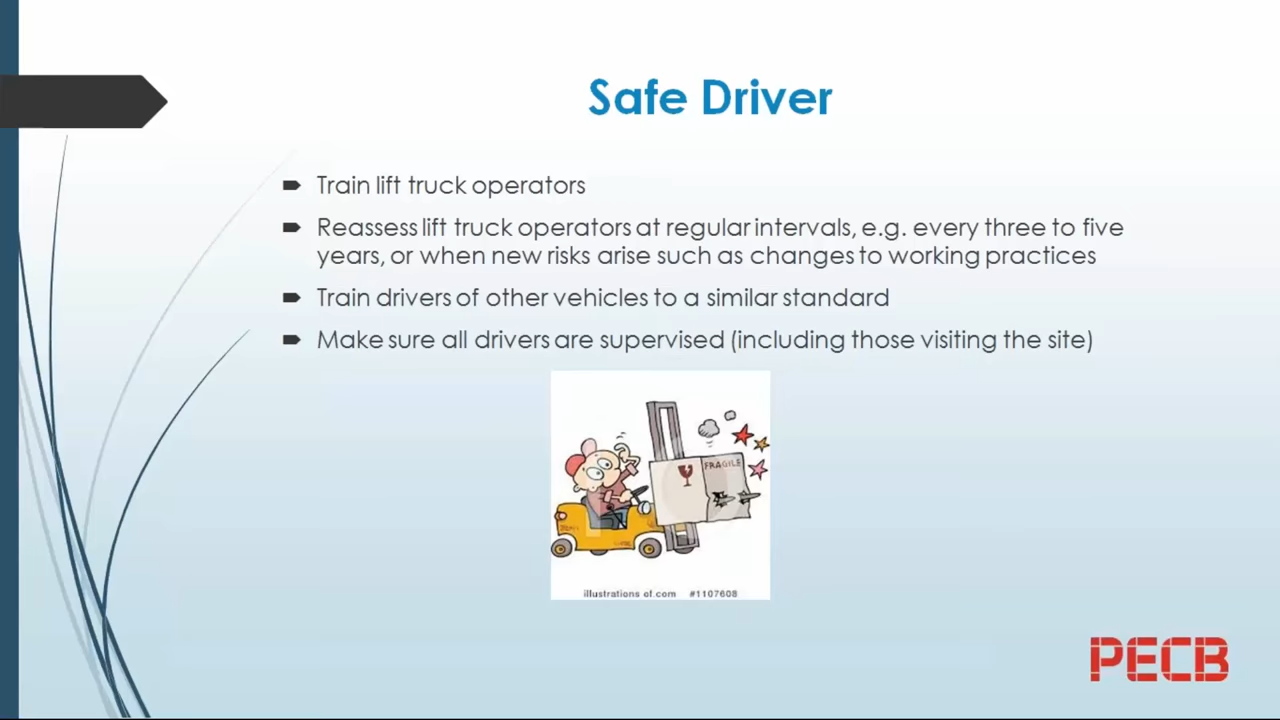 Safe Driver
Train lift truck operators
Reassess lift truck operators at regular intervals, e.g. every three to five
years, or when new risks arise such as changes to working practices
Train drivers of other vehicles to a similar standard
Make sure all drivers are supervised (including those visiting the site)
FRAGILE
illustrations of.com #1107608
PECB